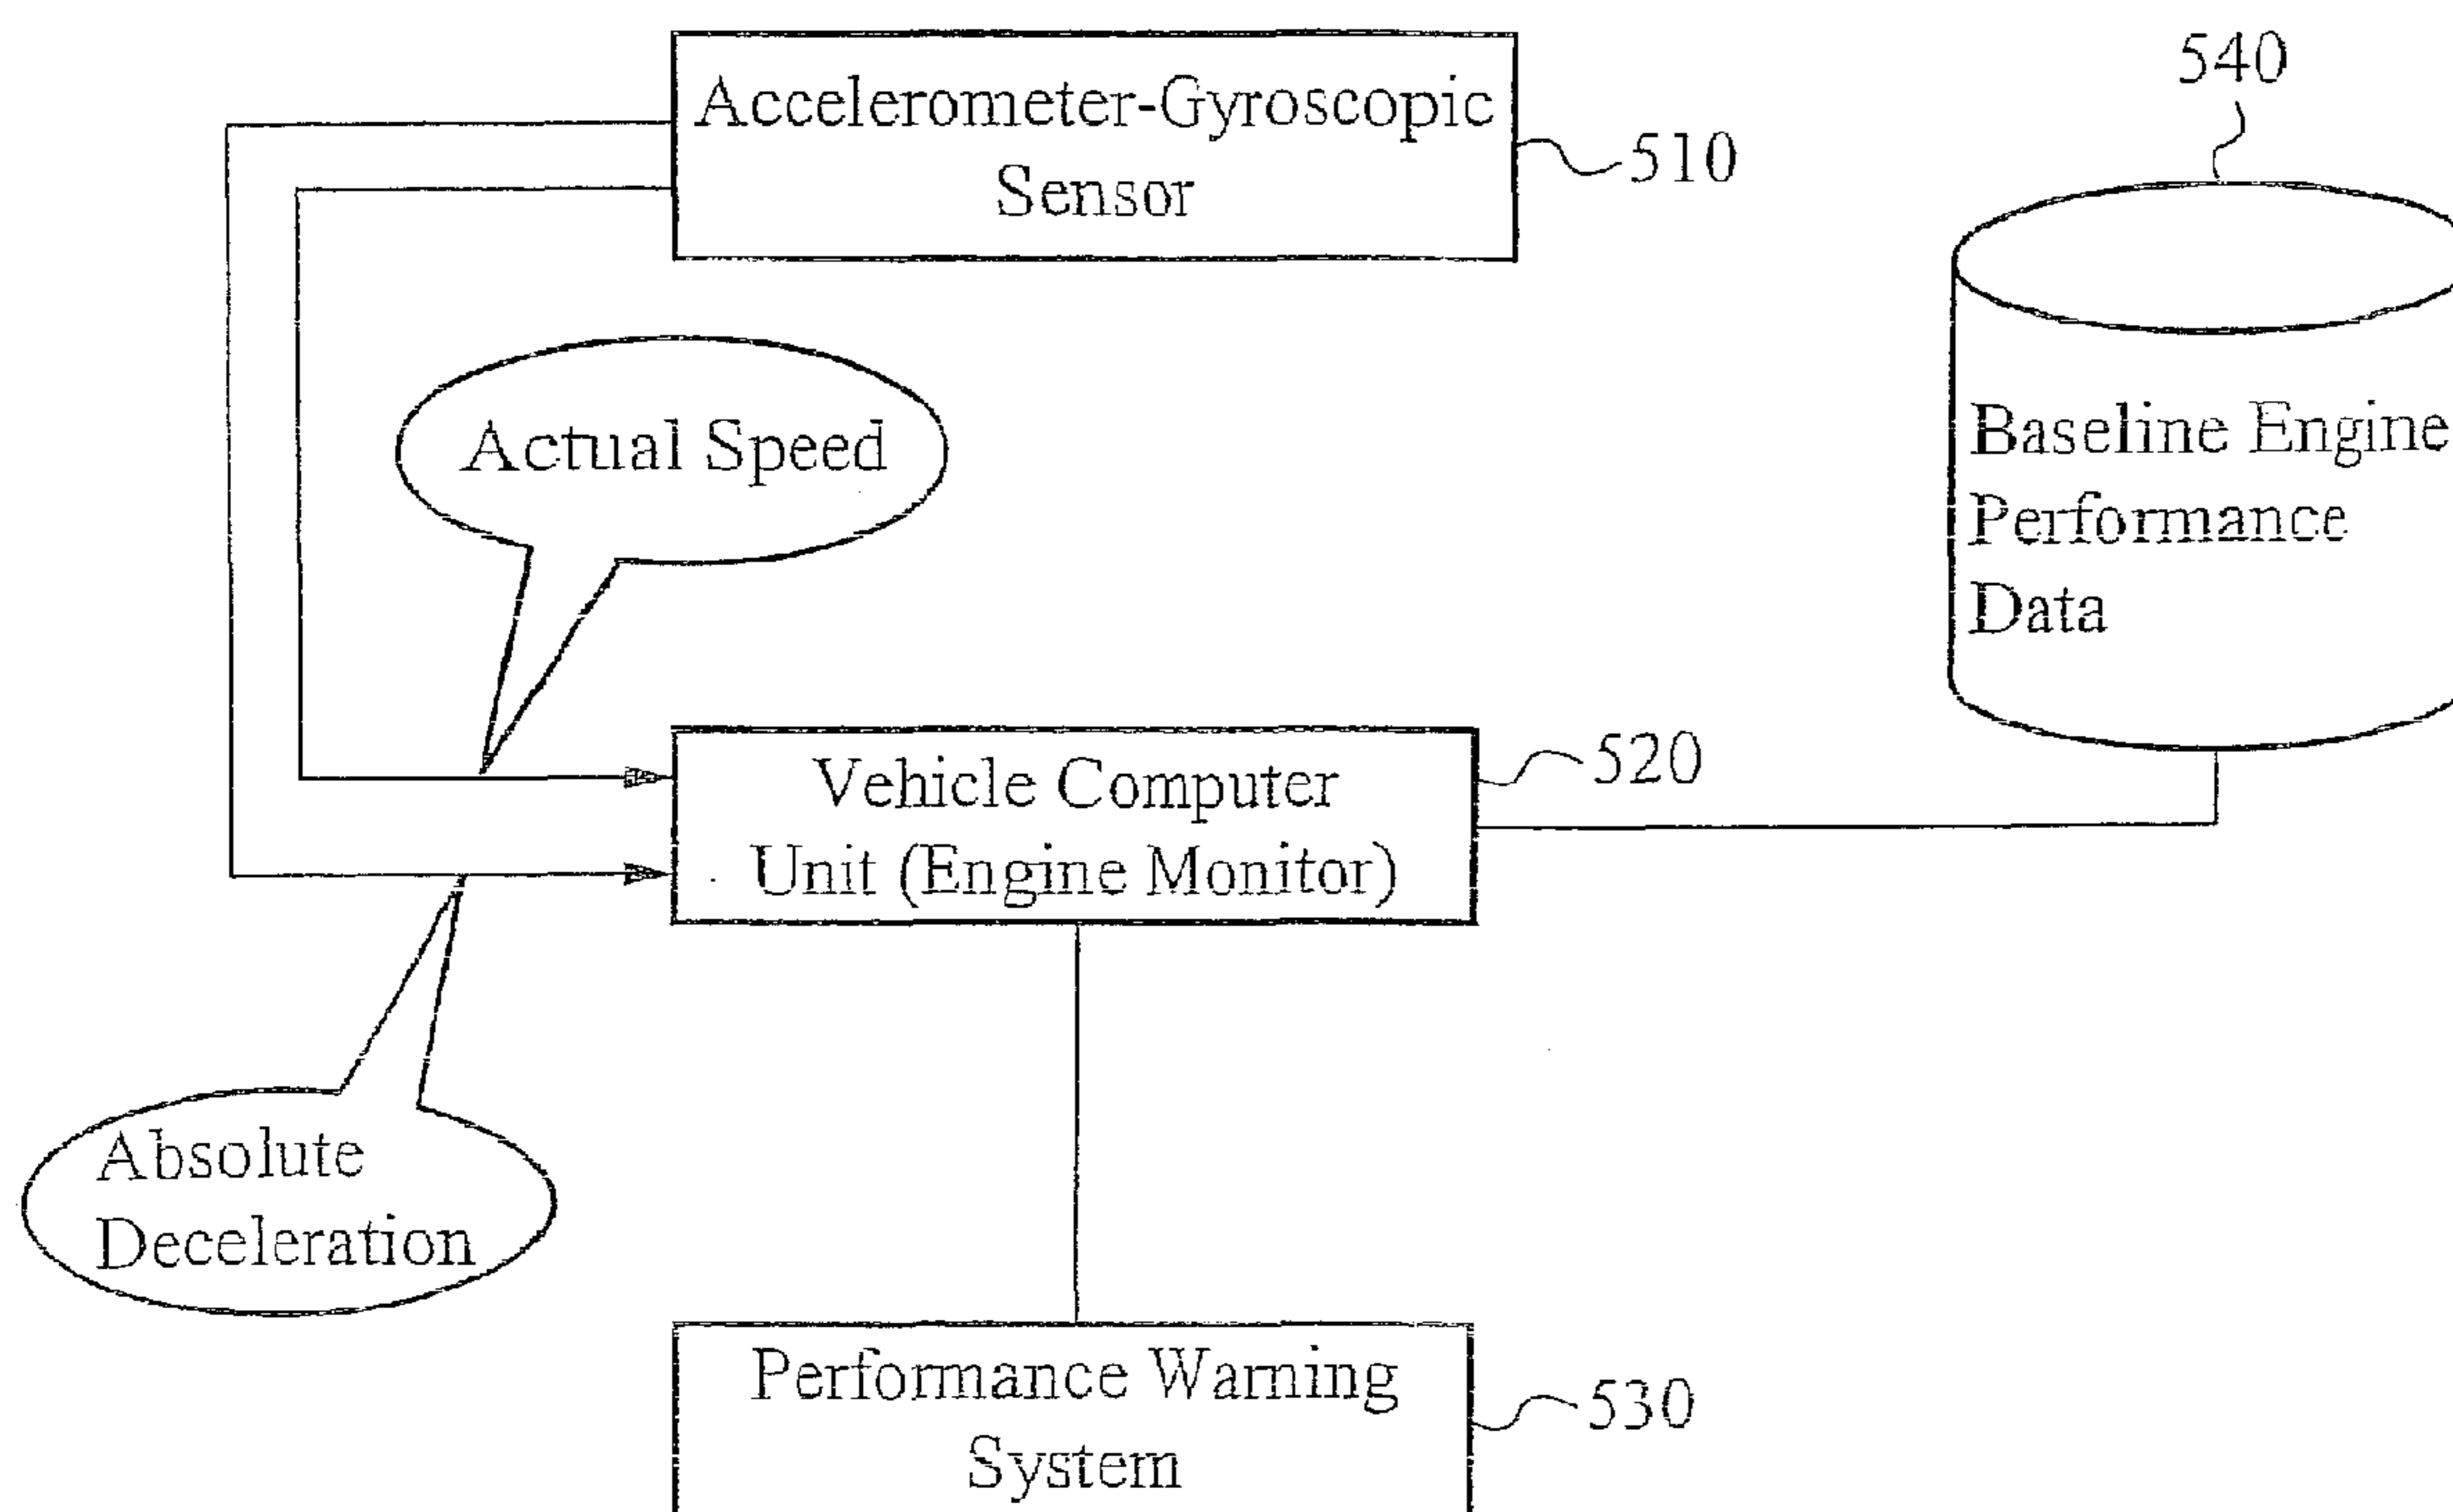 Accelerometer-Gyroscopic
Sensor
510
540
Actual Speed
Baseline Engine
Performance
Data
Vehicle Computer
Unit (Engine Monitor)
520
Absolute
Deceleration
Performance Warning
System
530